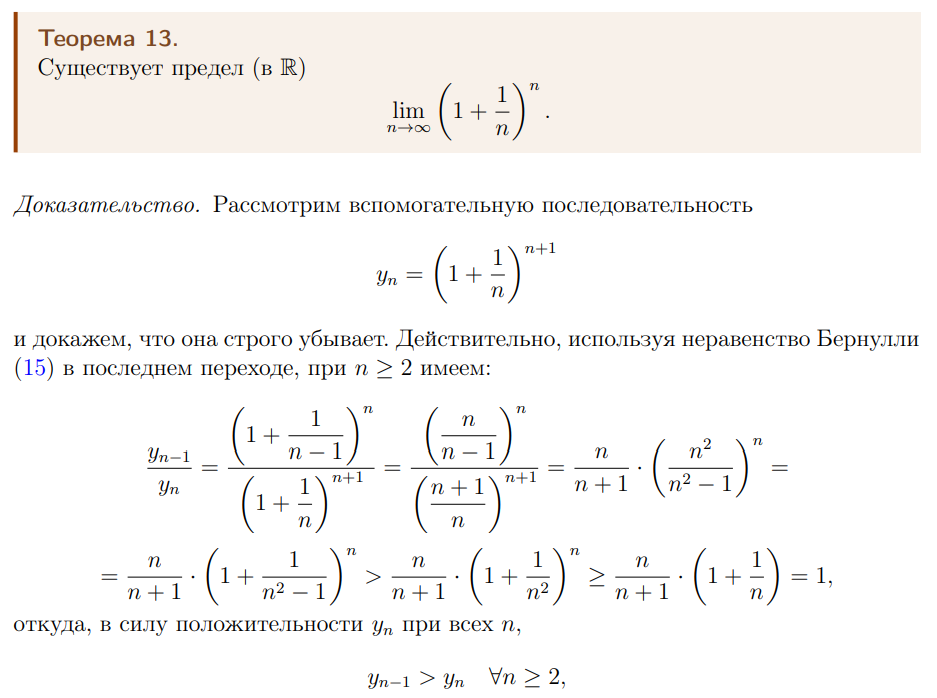 Теорема 13.
Существует предел (в ℝ)
$\lim_{n\to\infty} \left(1 + \frac{1}{n}\right)^n.$
Доказательство. Рассмотрим вспомогательную последовательность
$y_n = \left(1 + \frac{1}{n}\right)^{n+1}$
и докажем, что она строго убывает. Действительно, используя неравенство Бернулли
(15) в последнем переходе, при $n \geq 2$ имеем:
$\frac{y_{n-1}}{y_n} = \frac{\left(1 + \frac{1}{n-1}\right)^n}{\left(1 + \frac{1}{n}\right)^{n+1}} = \frac{\left(\frac{n}{n-1}\right)^n}{\left(\frac{n+1}{n}\right)^{n+1}} = \frac{n}{n+1} \cdot \left(\frac{n^2}{n^2-1}\right)^n =$
$= \frac{n}{n+1} \cdot \left(1 + \frac{1}{n^2-1}\right)^n > \frac{n}{n+1} \cdot \left(1 + \frac{1}{n^2}\right)^n \geq \frac{n}{n+1} \cdot \left(1 + \frac{1}{n}\right) = 1,$
откуда, в силу положительности $y_n$ при всех $n$,
$y_{n-1} > y_n \quad \forall n \geq 2,$